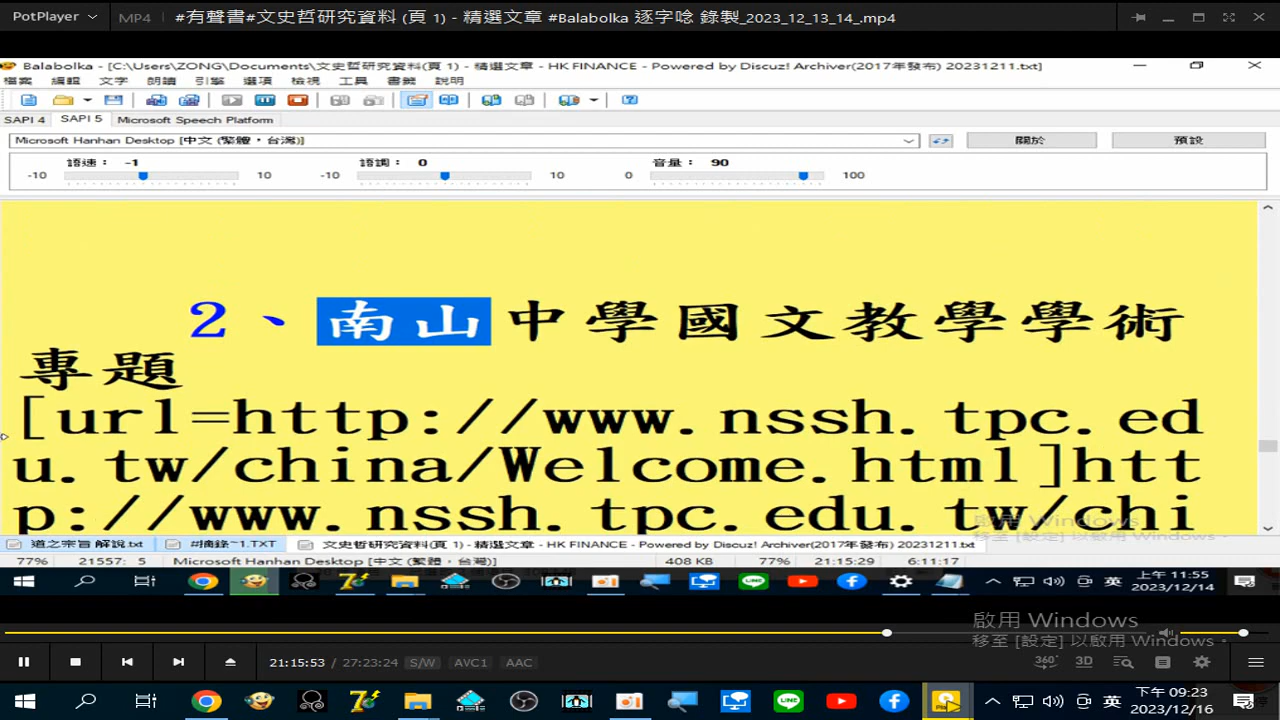 PotPlayer MP4 #有聲書#文史哲研究資料 (頁 1) - 精選文章 #Balabolka 逐字唸 錄製_2023_12_13_14_.mp4
Balabolka - [C:\Users\ZONG\Documents\文史哲研究資料(頁 1) - 精選文章 - HK FINANCE - Powered by Discuz! Archiver(2017年發布) 20231211.txt]
檔案 編輯 文字 朗讀 引擎 選項 檢視 工具 書籤 說明
SAPI 4 SAPI 5 Microsoft Speech Platform
Microsoft Hanhan Desktop [中文 (繁體，台灣)] 關於 預設
語速： -1 語調： 0 音量： 90
-10 10 -10 10 0 100
2、南山中學國文教學學術
專題
[url=http://www.nssh.tpc.ed
u.tw/china/Welcome.html]htt
p://www.nssh.tpc.edu.tw/chi
啟用 Windows
移至 [設定] 以啟用 Windows。
道之宗旨 解說.txt #摘錄~1.TXT 文史哲研究資料(頁 1) - 精選文章 - HK FINANCE - Powered by Discuz! Archiver(2017年發布) 20231211.txt
77% 21557: 5 Microsoft Hanhan Desktop [中文 (繁體，台灣)] 408 KB 77% 21:15:29 6:11:17
英 上午 11:55
2023/12/14
啟用 Windows
移至 [設定] 以啟用 Windows。
21:15:53 / 27:23:24 S/W AVC1 AAC 360° 3D
英 下午 09:23
2023/12/16